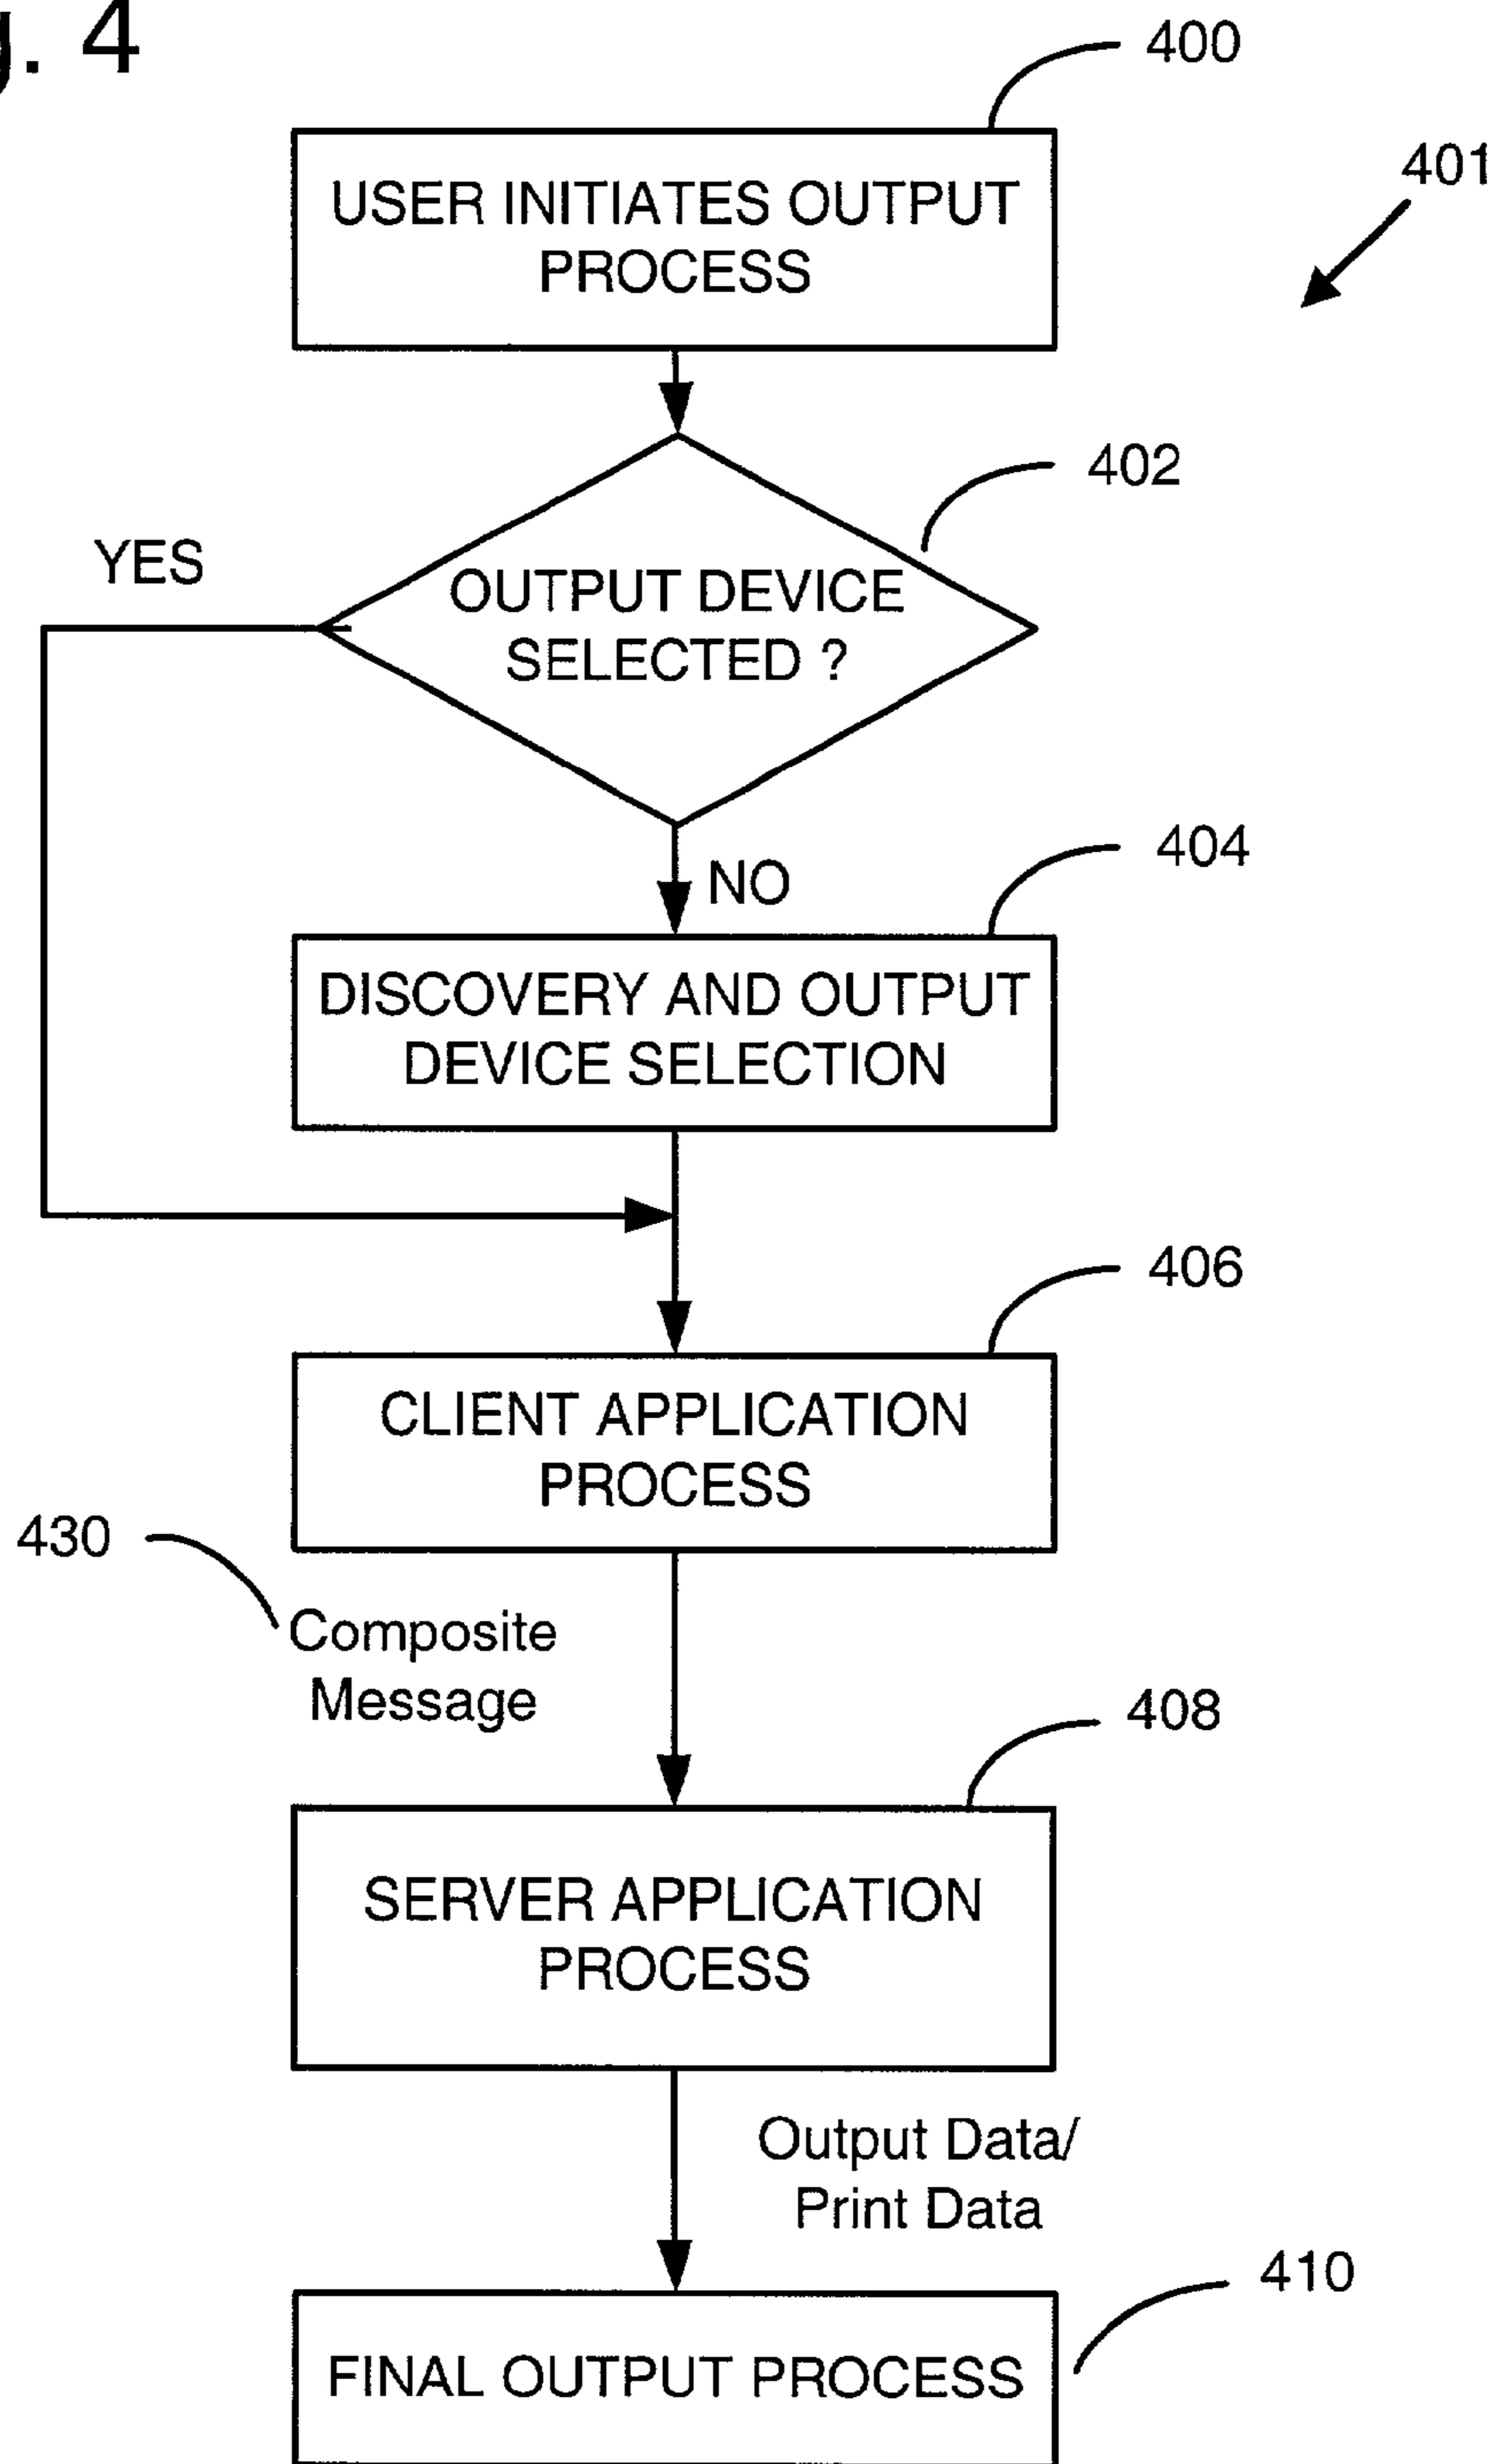 . 4
400
401
USER INITIATES OUTPUT
PROCESS
402
YES
OUTPUT DEVICE
SELECTED ?
NO
404
DISCOVERY AND OUTPUT
DEVICE SELECTION
406
CLIENT APPLICATION
PROCESS
430
Composite
Message
408
SERVER APPLICATION
PROCESS
Output Data/
Print Data
410
FINAL OUTPUT PROCESS